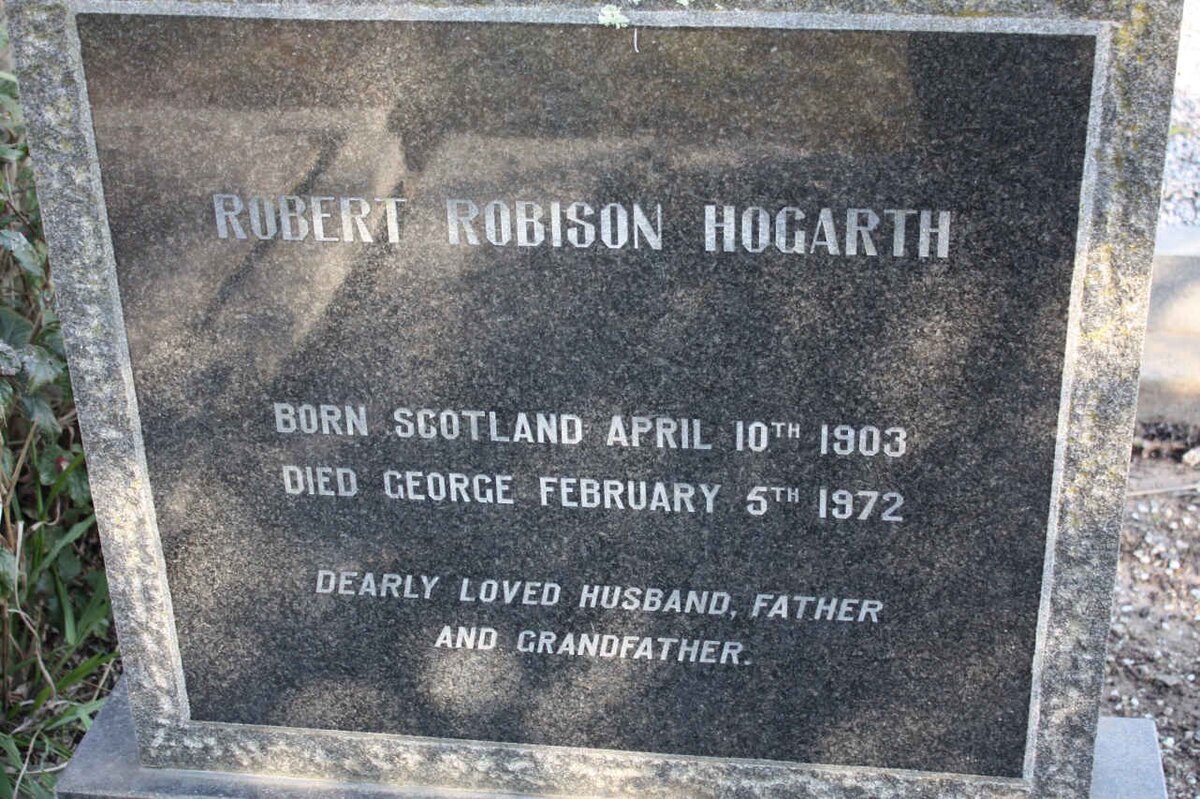 ROBERT ROBISON HOGARTH
BORN SCOTLAND APRIL 10TH 1903
DIED GEORGE FEBRUARY 5TH 1972
DEARLY LOVED HUSBAND, FATHER
AND GRANDFATHER.